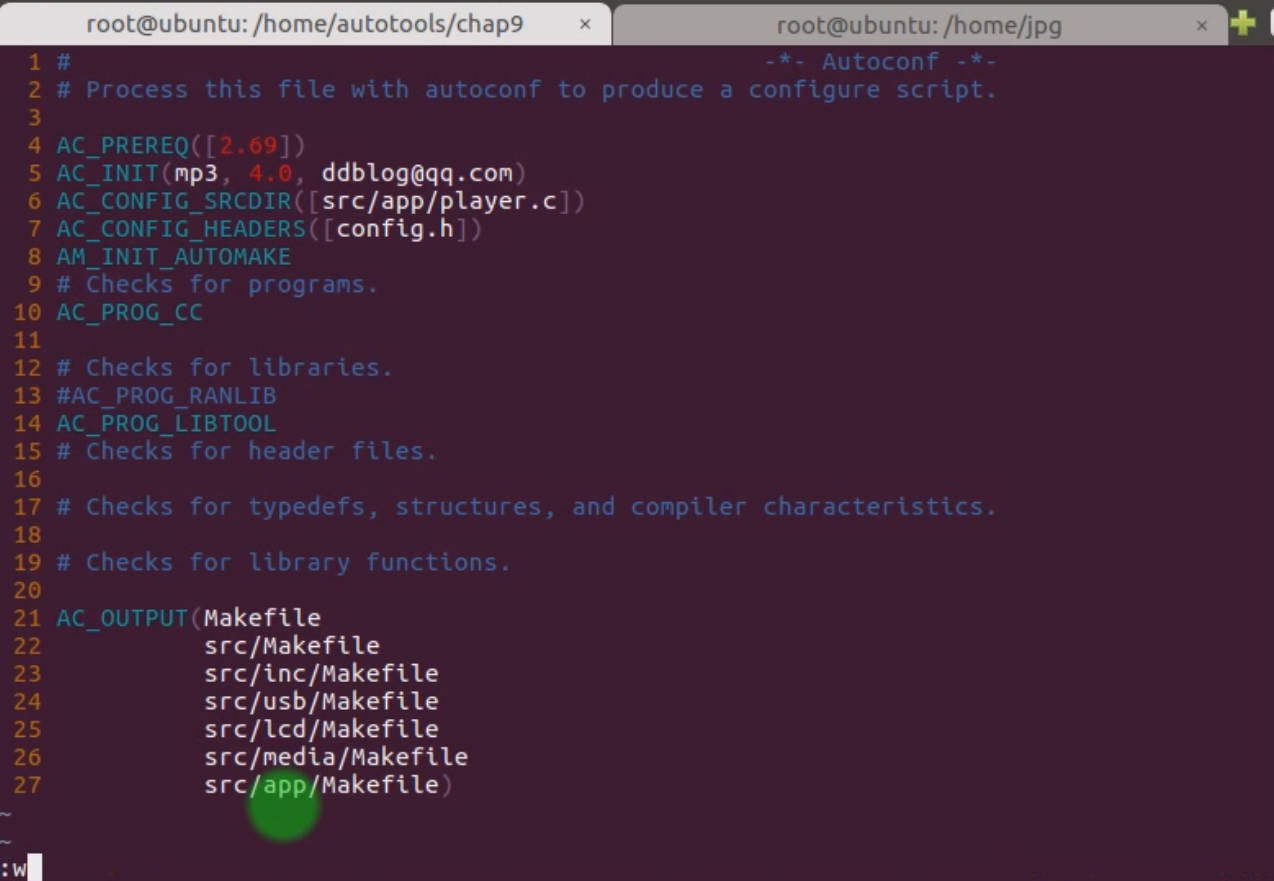 root@ubuntu: /home/autotools/chap9 × root@ubuntu: /home/jpg ×
1 # -*- Autoconf -*-
2 # Process this file with autoconf to produce a configure script.
3
4 AC_PREREQ([2.69])
5 AC_INIT(mp3, 4.0, ddblog@qq.com)
6 AC_CONFIG_SRCDIR([src/app/player.c])
7 AC_CONFIG_HEADERS([config.h])
8 AM_INIT_AUTOMAKE
9 # Checks for programs.
10 AC_PROG_CC
11
12 # Checks for libraries.
13 #AC_PROG_RANLIB
14 AC_PROG_LIBTOOL
15 # Checks for header files.
16
17 # Checks for typedefs, structures, and compiler characteristics.
18
19 # Checks for library functions.
20
21 AC_OUTPUT(Makefile
22 src/Makefile
23 src/inc/Makefile
24 src/usb/Makefile
25 src/lcd/Makefile
26 src/media/Makefile
27 src/app/Makefile)
~
~
:w